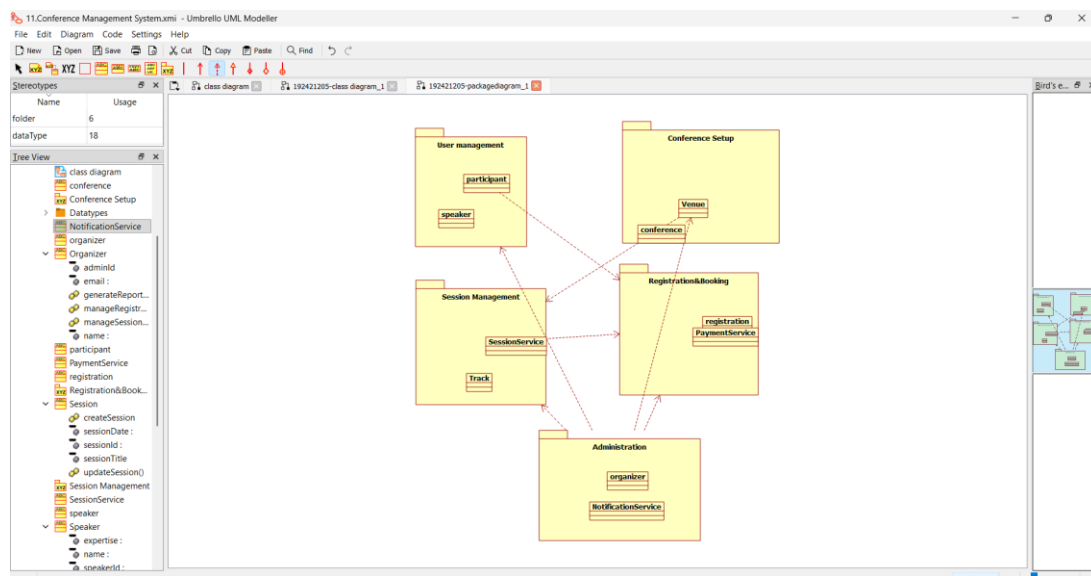 11.Conference Management System.xmi - Umbrello UML Modeller
File Edit Diagram Code Settings Help
New Open Save Cut Copy Paste Find
XYZ
Stereotypes
Name Usage
folder 6
dataType 18
Tree View
class diagram
conference
Conference Setup
Datatypes
NotificationService
organizer
Organizer
adminId
email :
generateReport...
manageRegistr...
manageSession...
name :
participant
PaymentService
registration
Registration&Book...
Session
createSession
sessionDate :
sessionId :
sessionTitle
updateSession()
Session Management
SessionService
speaker
Speaker
expertise :
name :
speakerId :
class diagram 192421205-class diagram_1 192421205-packagediagram_1
Bird's e...
User management
participant
speaker
Conference Setup
Venue
conference
Session Management
SessionService
Track
Registration&Booking
registration
PaymentService
Administration
organizer
NotificationService